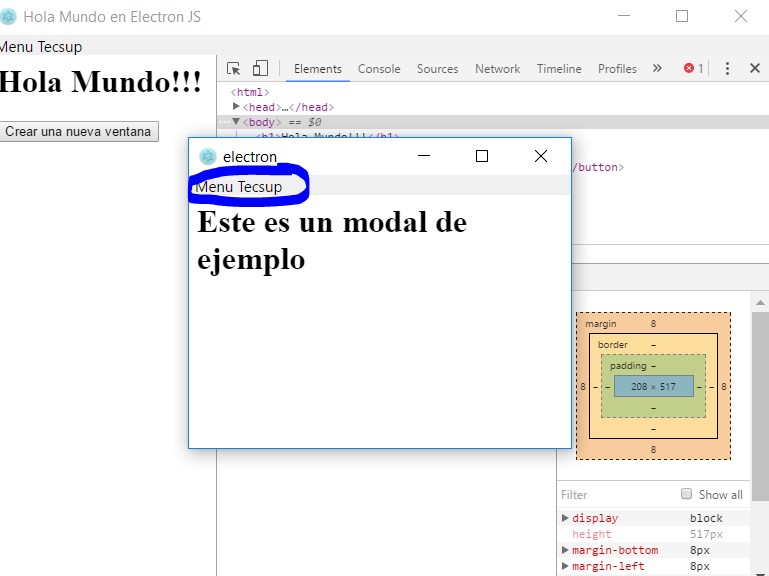 Hola Mundo en Electron JS
Menu Tecsup
Hola Mundo!!!
Crear una nueva ventana
Elements Console Sources Network Timeline Profiles » 1
<html>
<head>…</head>
<body> == $0
<h1>Hola Mundo!!!</h1>
/button>
electron
Menu Tecsup
Este es un modal de
ejemplo
margin 8
border –
padding –
8 – – 208 × 517 – – 8
–
–
8
Filter Show all
display block
height 517px
margin-bottom 8px
margin-left 8px